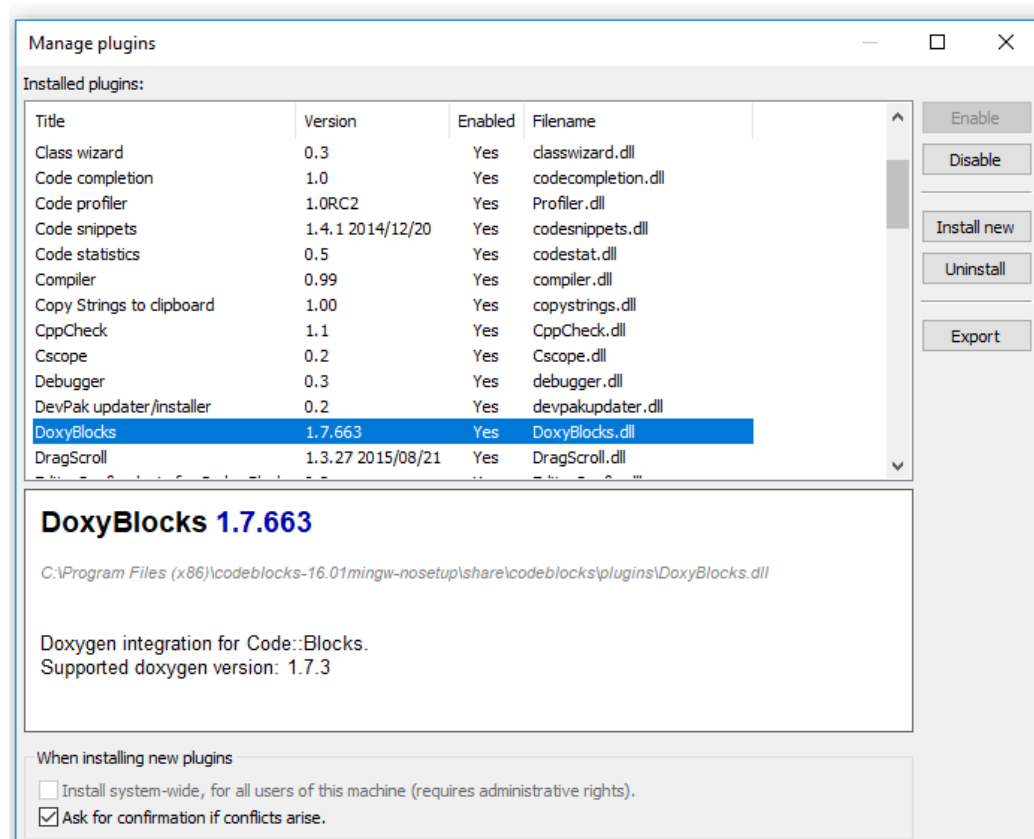 Manage plugins
Installed plugins:
Title Version Enabled Filename
Enable
Class wizard 0.3 Yes classwizard.dll
Disable
Code completion 1.0 Yes codecompletion.dll
Code profiler 1.0RC2 Yes Profiler.dll
Code snippets 1.4.1 2014/12/20 Yes codesnippets.dll
Install new
Code statistics 0.5 Yes codestat.dll
Uninstall
Compiler 0.99 Yes compiler.dll
Copy Strings to clipboard 1.00 Yes copystrings.dll
CppCheck 1.1 Yes CppCheck.dll
Export
Cscope 0.2 Yes Cscope.dll
Debugger 0.3 Yes debugger.dll
DevPak updater/installer 0.2 Yes devpakupdater.dll
DoxyBlocks 1.7.663 Yes DoxyBlocks.dll
DragScroll 1.3.27 2015/08/21 Yes DragScroll.dll
DoxyBlocks 1.7.663
C:\Program Files (x86)\codeblocks-16.01mingw-nosetup\share\codeblocks\plugins\DoxyBlocks.dll
Doxygen integration for Code::Blocks.
Supported doxygen version: 1.7.3
When installing new plugins
Install system-wide, for all users of this machine (requires administrative rights).
Ask for confirmation if conflicts arise.